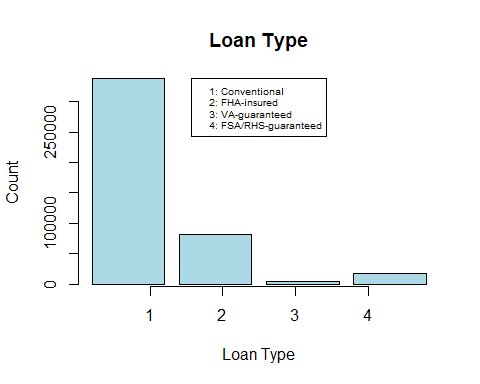 Loan Type
1: Conventional
2: FHA-insured
3: VA-guaranteed
4: FSA/RHS-guaranteed
Count
250000
100000
0
1 2 3 4
Loan Type